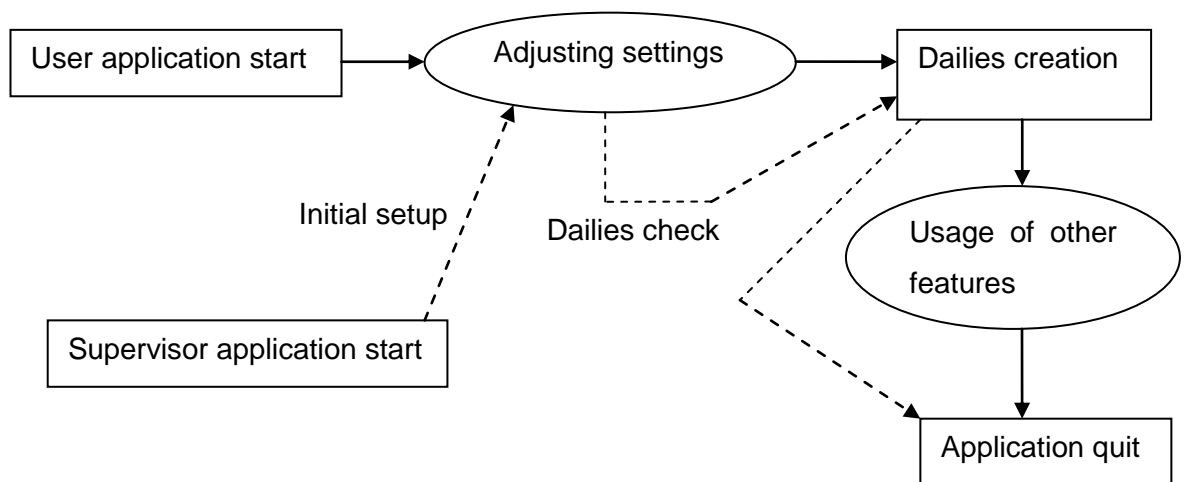 User application start
Adjusting settings
Dailies creation
Initial setup
Dailies check
Usage of other
features
Supervisor application start
Application quit